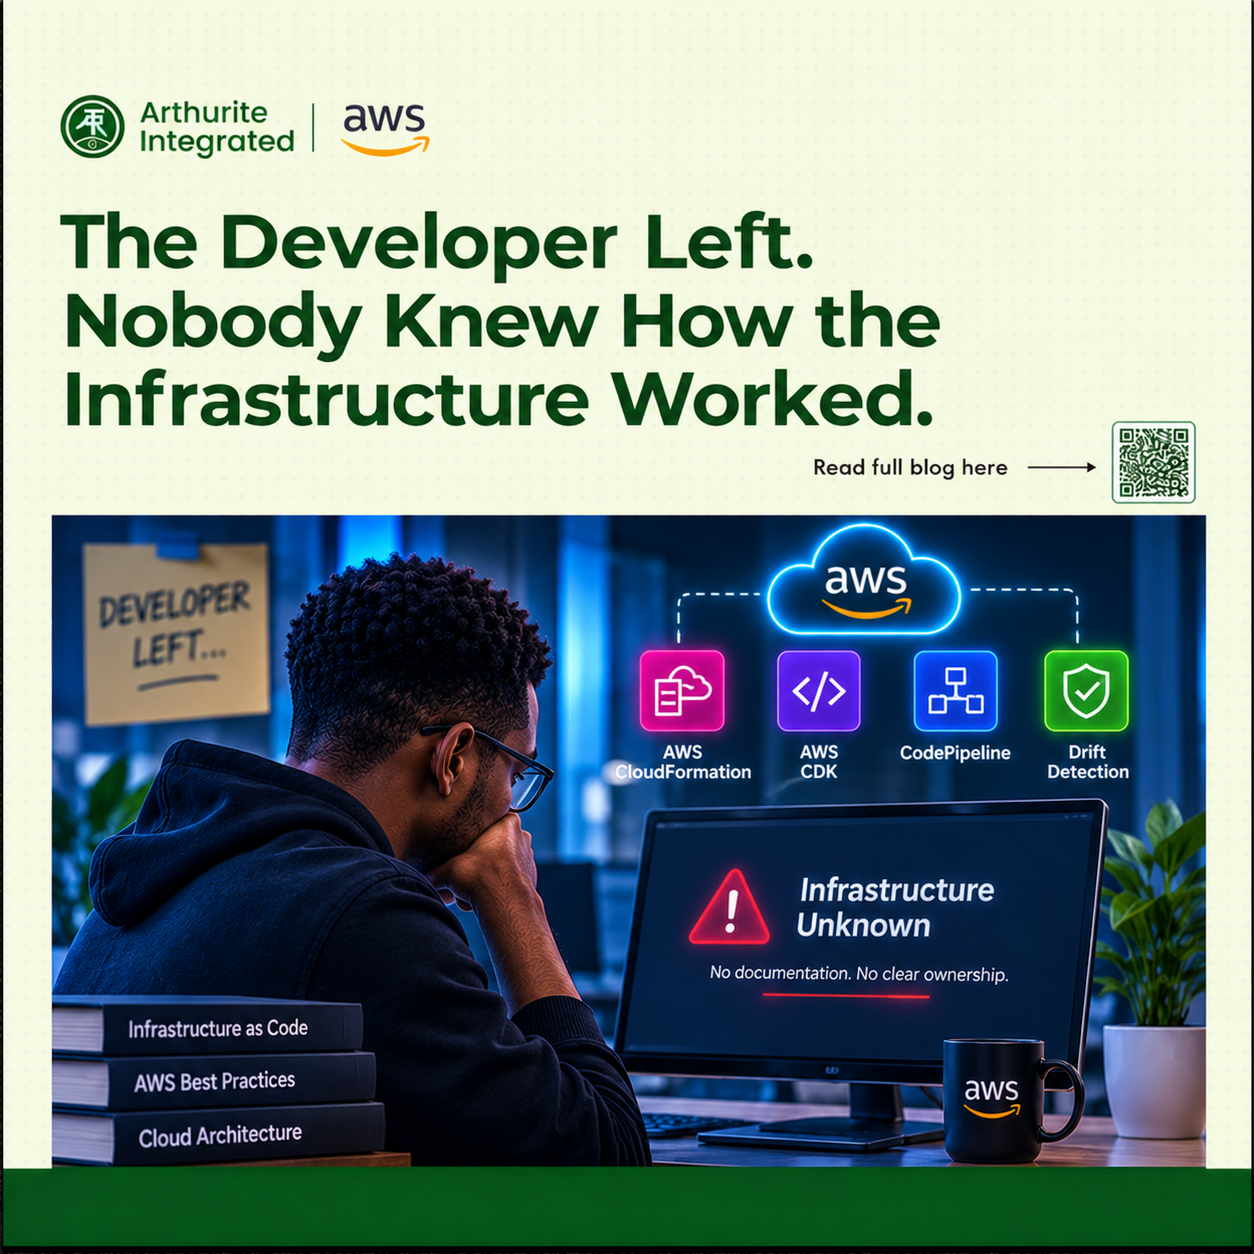 Arthurite
Integrated
aws
The Developer Left.
Nobody Knew How the
Infrastructure Worked.
Read full blog here
DEVELOPER
LEFT...
aws
AWS
CloudFormation
AWS
CDK
CodePipeline
Drift
Detection
Infrastructure
Unknown
No documentation. No clear ownership.
Infrastructure as Code
AWS Best Practices
Cloud Architecture
aws